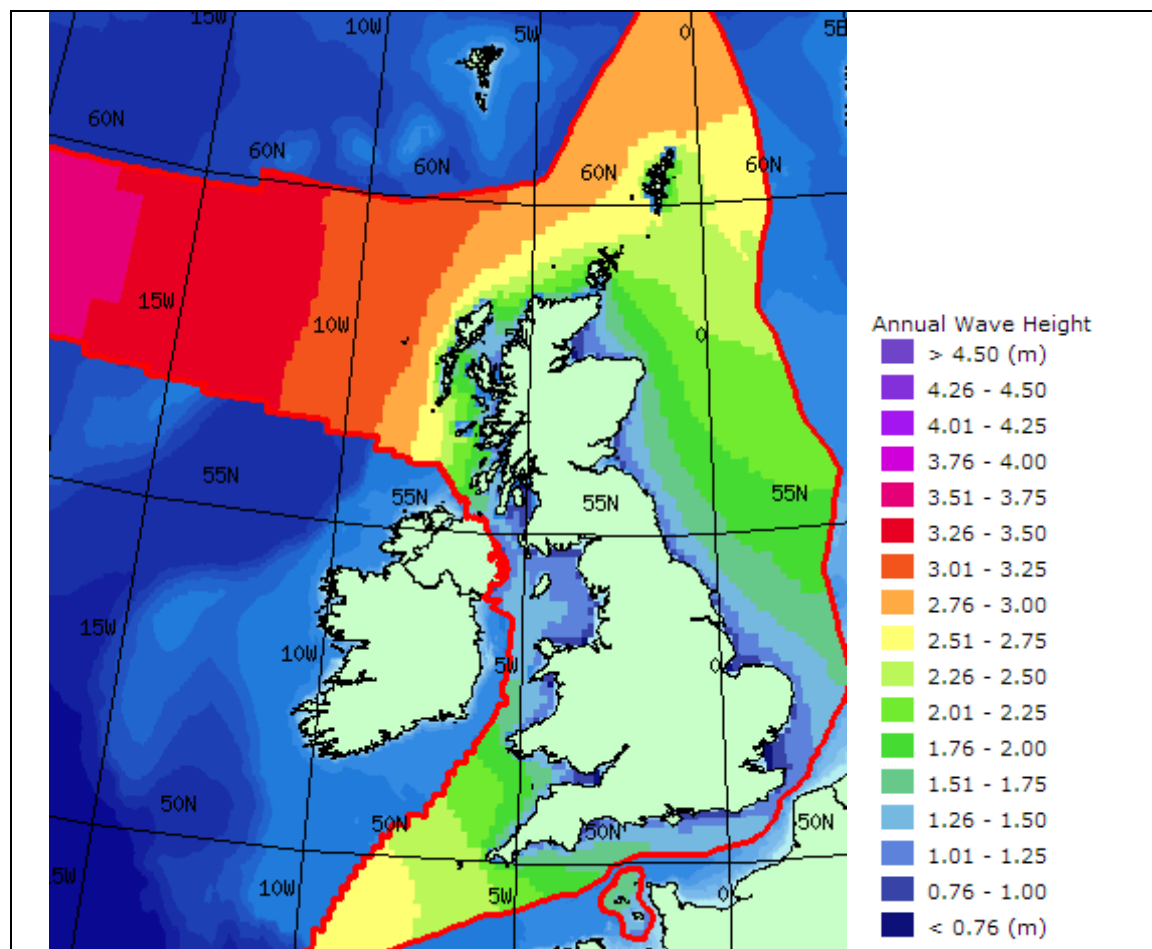 15W
10W
5W
0
5E
60N
60N
60N
60N
60N
15W
10W
5W
0
55N
55N
55N
55N
15W
10W
5W
0
50N
50N
50N
50N
15W
10W
5W
0
Annual Wave Height
> 4.50 (m)
4.26 - 4.50
4.01 - 4.25
3.76 - 4.00
3.51 - 3.75
3.26 - 3.50
3.01 - 3.25
2.76 - 3.00
2.51 - 2.75
2.26 - 2.50
2.01 - 2.25
1.76 - 2.00
1.51 - 1.75
1.26 - 1.50
1.01 - 1.25
0.76 - 1.00
< 0.76 (m)